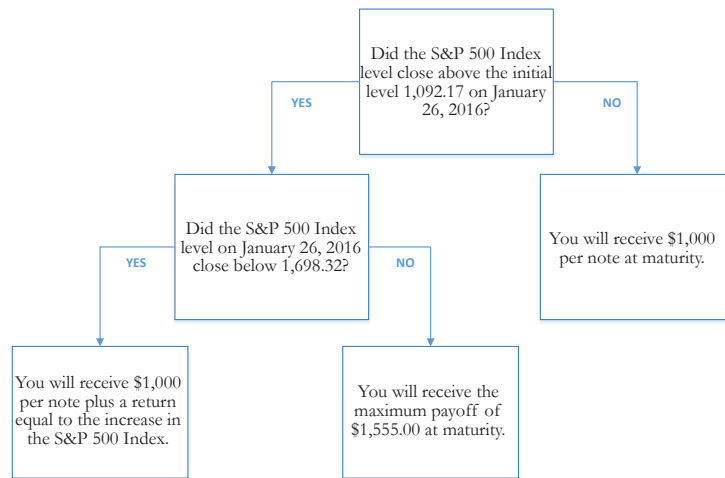 Did the S&P 500 Index
level close above the initial
level 1,092.17 on January
26, 2016?
YES
NO
Did the S&P 500 Index
level on January 26, 2016
close below 1,698.32?
You will receive $1,000
per note at maturity.
YES
NO
You will receive $1,000
per note plus a return
equal to the increase in
the S&P 500 Index.
You will receive the
maximum payoff of
$1,555.00 at maturity.